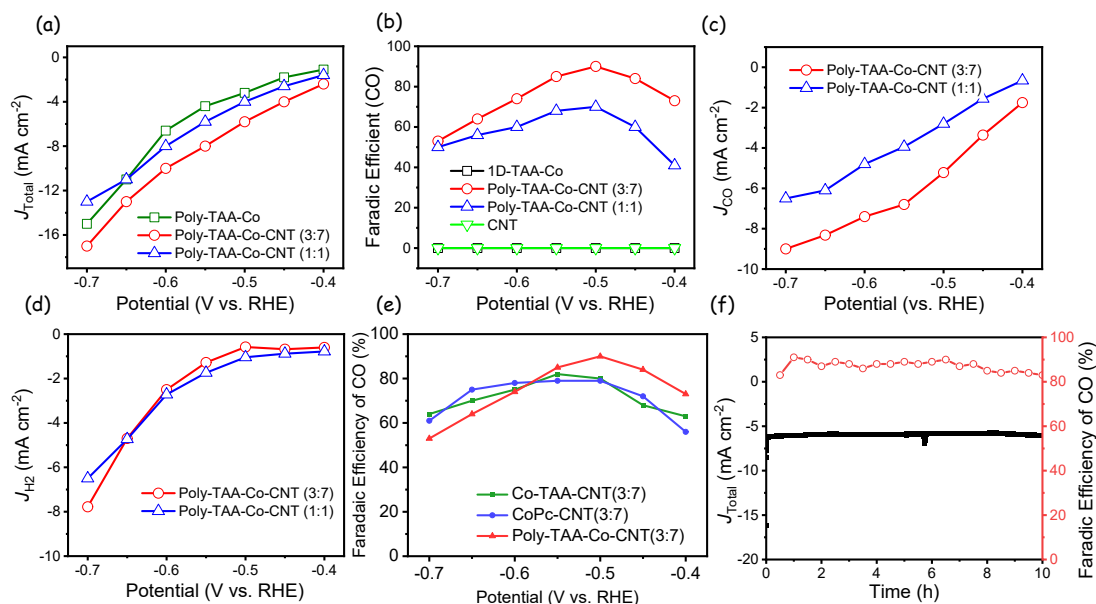 (a)
0
-4
-8
-12
-16
J_Total (mA cm⁻²)
Poly-TAA-Co
Poly-TAA-Co-CNT (3:7)
Poly-TAA-Co-CNT (1:1)
-0.7 -0.6 -0.5 -0.4
Potential (V vs. RHE)
(b)
100
80
60
40
20
0
Faradic Efficient (CO)
1D-TAA-Co
Poly-TAA-Co-CNT (3:7)
Poly-TAA-Co-CNT (1:1)
CNT
-0.7 -0.6 -0.5 -0.4
Potential (V vs. RHE)
(c)
0
-2
-4
-6
-8
-10
J_CO (mA cm⁻²)
Poly-TAA-Co-CNT (3:7)
Poly-TAA-Co-CNT (1:1)
-0.7 -0.6 -0.5 -0.4
Potential (vs. RHE)
(d)
0
-2
-4
-6
-8
-10
J_H2 (mA cm⁻²)
Poly-TAA-Co-CNT (3:7)
Poly-TAA-Co-CNT (1:1)
-0.7 -0.6 -0.5 -0.4
Potential (V vs. RHE)
(e)
100
80
60
40
20
0
Faradaic Efficiency of CO (%)
Co-TAA-CNT(3:7)
CoPc-CNT(3:7)
Poly-TAA-Co-CNT(3:7)
-0.7 -0.6 -0.5 -0.4
Potential (V vs. RHE)
(f)
5
0
-5
-10
-15
-20
J_Total (mA cm⁻²)
0 2 4 6 8 10
Time (h)
100
80
60
40
20
0
Faradic Efficiency of CO (%)